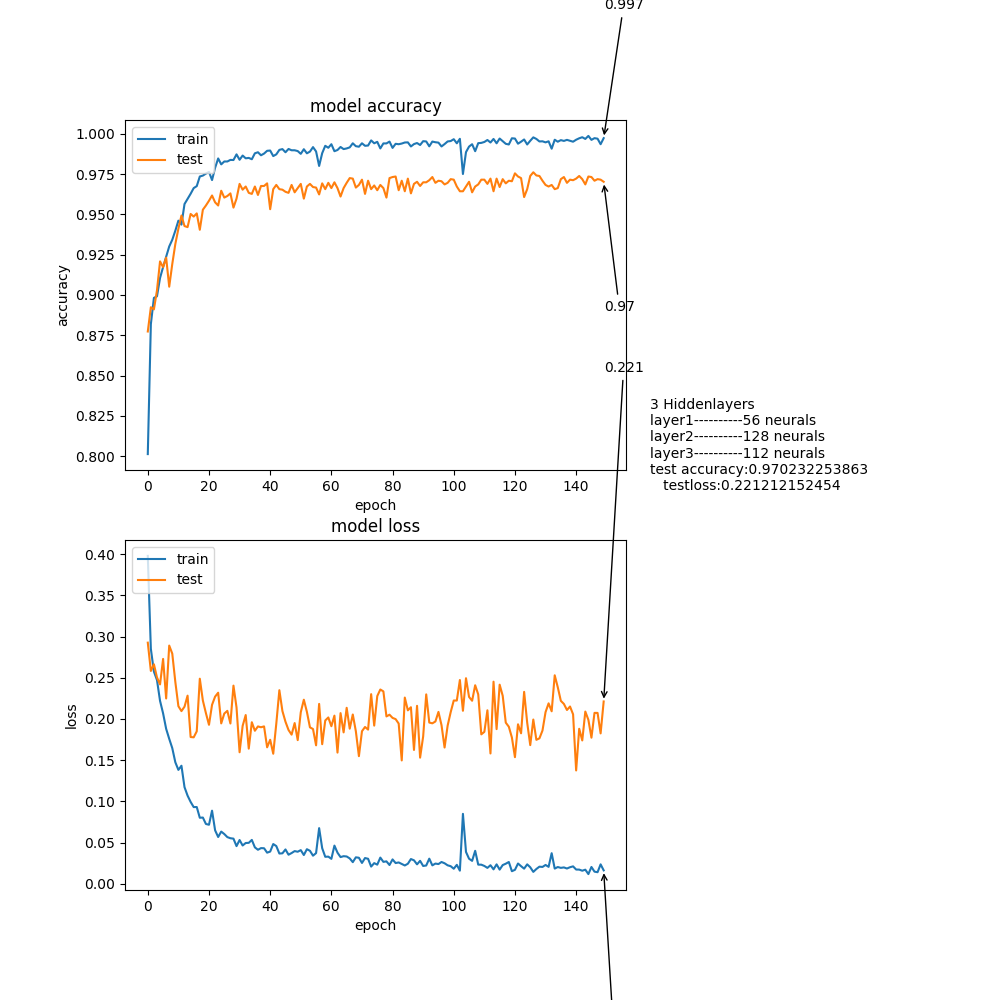 0.997
model accuracy
1.000
0.975
0.950
0.925
0.900
0.875
0.850
0.825
0.800
accuracy
train
test
0.97
0.221
0 20 40 60 80 100 120 140
epoch
3 Hiddenlayers
layer1----------56 neurals
layer2----------128 neurals
layer3----------112 neurals
test accuracy:0.970232253863
testloss:0.221212152454
model loss
0.40
0.35
0.30
0.25
0.20
0.15
0.10
0.05
0.00
loss
train
test
0 20 40 60 80 100 120 140
epoch